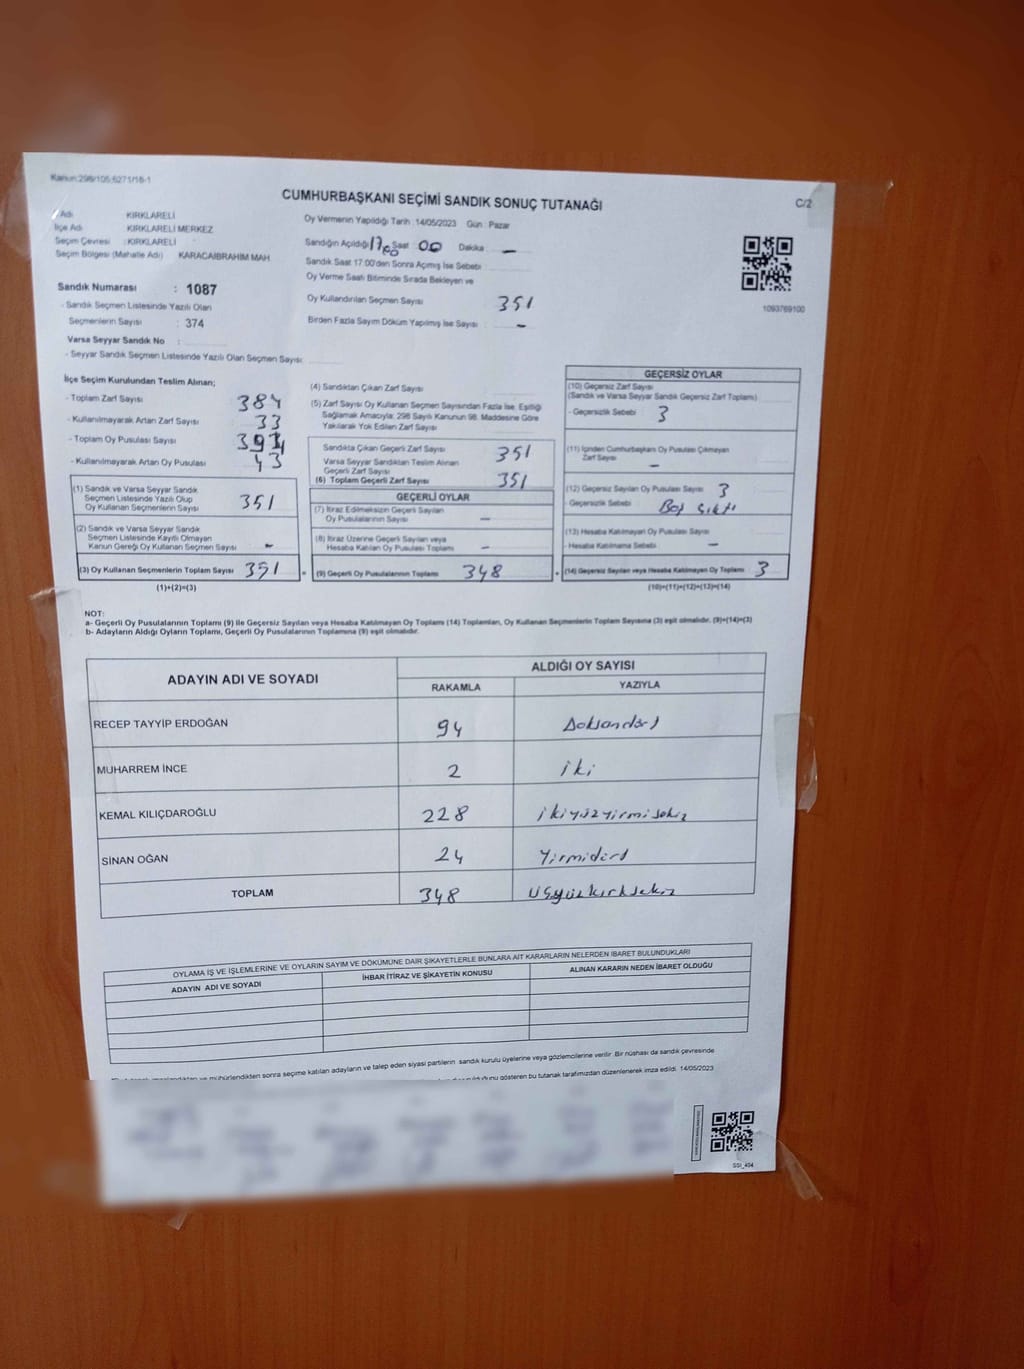 Kanun:298/105;6271/16-1
CUMHURBAŞKANI SEÇİMİ SANDIK SONUÇ TUTANAĞI
C/2
Adı KIRKLARELİ
İlçe Adı KIRKLARELİ MERKEZ
Seçim Çevresi : KIRKLARELİ
Seçim Bölgesi (Mahalle Adı) KARACAIBRAHİM MAH
Oy Vermenin Yapıldığı Tarih : 14/05/2023 Gün : Pazar
Sandığın Açıldığı Saat : 00 Dakika : -
Sandık Saat 17:00'den Sonra Açımış İse Sebebi
Oy Verme Saati Bitiminde Sırada Bekleyen ve
Oy Kullandırılan Seçmen Sayısı 351
Birden Fazla Sayım Döküm Yapılmış İse Sayısı : -
1093769100
Sandık Numarası : 1087
- Sandık Seçmen Listesinde Yazılı Olan
Seçmenlerin Sayısı : 374
Varsa Seyyar Sandık No :
- Seyyar Sandık Seçmen Listesinde Yazılı Olan Seçmen Sayısı:
İlçe Seçim Kurulundan Teslim Alınan;
- Toplam Zarf Sayısı 384
- Kullanılmayarak Artan Zarf Sayısı 33
- Toplam Oy Pusulası Sayısı
- Kullanılmayarak Artan Oy Pusulası 43
(1) Sandık ve Varsa Seyyar Sandık
Seçmen Listesinde Yazılı Olup
Oy Kullanan Seçmenlerin Sayısı 351
(2) Sandık ve Varsa Seyyar Sandık
Seçmen Listesinde Kayıtlı Olmayan
Kanun Gereği Oy Kullanan Seçmen Sayısı -
(3) Oy Kullanan Seçmenlerin Toplam Sayısı 351 =
(1)+(2)=(3)
(4) Sandıktan Çıkan Zarf Sayısı
(5) Zarf Sayısı Oy Kullanan Seçmen Sayısından Fazla İse, Eşitliği
Sağlamak Amacıyla; 298 Sayılı Kanunun 98. Maddesine Göre
Yakılarak Yok Edilen Zarf Sayısı
Sandıkta Çıkan Geçerli Zarf Sayısı 351
Varsa Seyyar Sandıktan Teslim Alınan
Geçerli Zarf Sayısı
(6) Toplam Geçerli Zarf Sayısı 351
GEÇERLİ OYLAR
(7) İtiraz Edilmeksizin Geçerli Sayılan
Oy Pusulalarının Sayısı -
(8) İtiraz Üzerine Geçerli Sayılan veya
Hesaba Katılan Oy Pusulası Toplamı -
(9) Geçerli Oy Pusulalarının Toplamı 348 +
GEÇERSİZ OYLAR
(10) Geçersiz Zarf Sayısı
(Sandık ve Varsa Seyyar Sandık Geçersiz Zarf Toplamı)
- Geçersizlik Sebebi 3
(11) İçinden Cumhurbaşkanı Oy Pusulası Çıkmayan
Zarf Sayısı -
(12) Geçersiz Sayılan Oy Pusulası Sayısı 3
- Geçersizlik Sebebi Boş Çıktı
(13) Hesaba Katılmayan Oy Pusulası Sayısı
- Hesaba Katılmama Sebebi -
(14) Geçersiz Sayılan veya Hesaba Katılmayan Oy Toplamı 3
(10)+(11)+(12)+(13)=(14)
NOT:
a- Geçerli Oy Pusulalarının Toplamı (9) ile Geçersiz Sayılan veya Hesaba Katılmayan Oy Toplamı (14) Toplamları, Oy Kullanan Seçmenlerin Toplam Sayısına (3) eşit olmalıdır. (9)+(14)=(3)
b- Adayların Aldığı Oyların Toplamı, Geçerli Oy Pusulalarının Toplamına (9) eşit olmalıdır.
ADAYIN ADI VE SOYADI ALDIĞI OY SAYISI
RAKAMLA YAZIYLA
RECEP TAYYİP ERDOĞAN 94 Doksandört
MUHARREM İNCE 2 iki
KEMAL KILIÇDAROĞLU 228 ikiyüzyirmisekiz
SİNAN OĞAN 24 Yirmidört
TOPLAM 348 üçyüzkırksekiz
OYLAMA İŞ VE İŞLEMLERİNE VE OYLARIN SAYIM VE DÖKÜMÜNE DAİR ŞİKAYETLERLE BUNLARA AİT KARARLARIN NELERDEN İBARET BULUNDUKLARI
ADAYIN ADI VE SOYADI İHBAR İTİRAZ VE ŞİKAYETİN KONUSU ALINAN KARARIN NEDEN İBARET OLDUĞU
imzalandıktan ve mühürlendikten sonra seçime katılan adayların ve talep eden siyasi partilerin sandık kurulu üyelerine veya gözlemcilerine verilir. Bir nüshası da sandık çevresinde
gösteren bu tutanak tarafımızdan düzenlenerek imza edildi. 14/05/2023
SSI_404